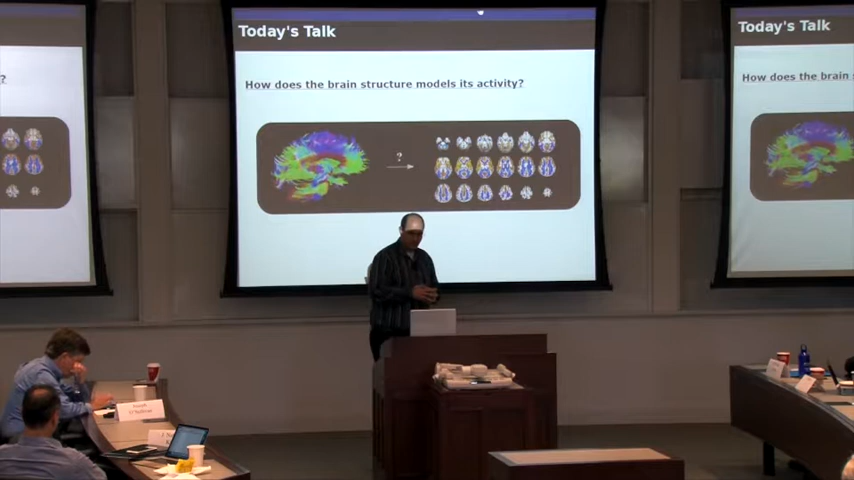 ?
Today's Talk
How does the brain structure models its activity?
?
Today's Talk
How does the brain